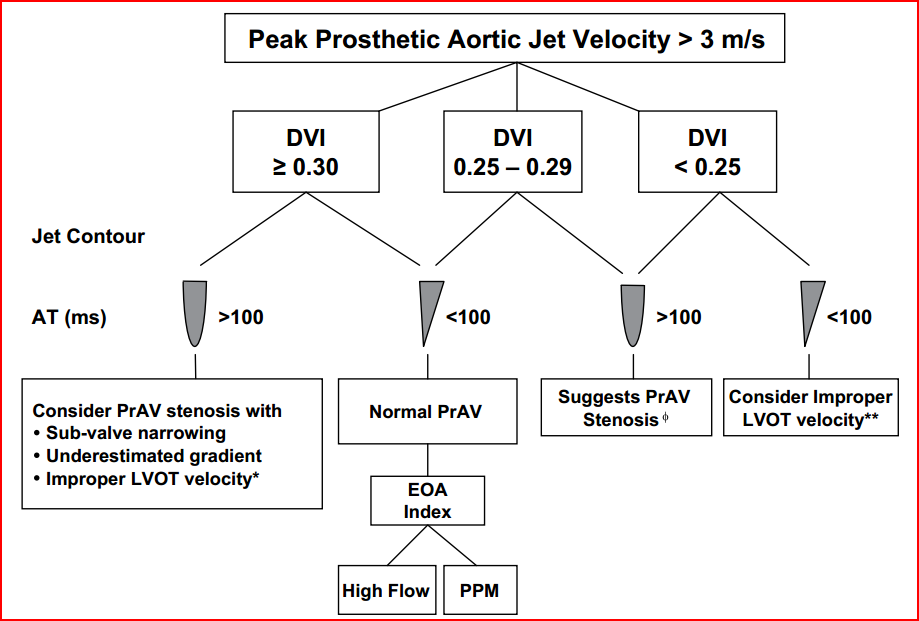 Peak Prosthetic Aortic Jet Velocity > 3 m/s
DVI
≥ 0.30
DVI
0.25 – 0.29
DVI
< 0.25
Jet Contour
AT (ms)
>100
<100
>100
<100
Consider PrAV stenosis with
• Sub-valve narrowing
• Underestimated gradient
• Improper LVOT velocity*
Normal PrAV
Suggests PrAV
Stenosis ϕ
Consider Improper
LVOT velocity**
EOA
Index
High Flow
PPM